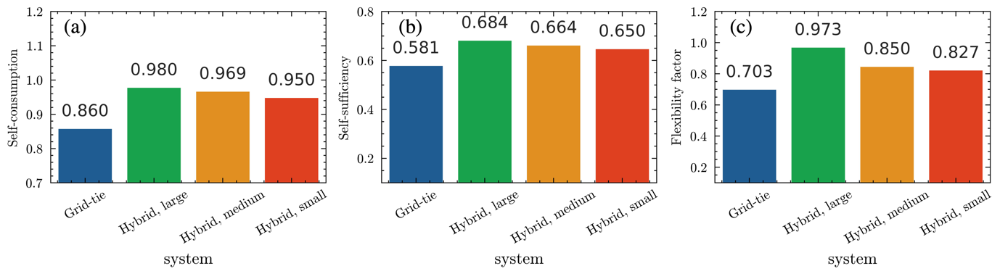 (a)
Self-consumption
1.2
1.1
1.0
0.9
0.8
0.7
0.860
0.980
0.969
0.950
Grid-tie
Hybrid, large
Hybrid, medium
Hybrid, small
system
(b)
Self-sufficiency
0.8
0.6
0.4
0.2
0.581
0.684
0.664
0.650
Grid-tie
Hybrid, large
Hybrid, medium
Hybrid, small
system
(c)
Flexibility factor
1.2
1.0
0.8
0.6
0.4
0.2
0.703
0.973
0.850
0.827
Grid-tie
Hybrid, large
Hybrid, medium
Hybrid, small
system